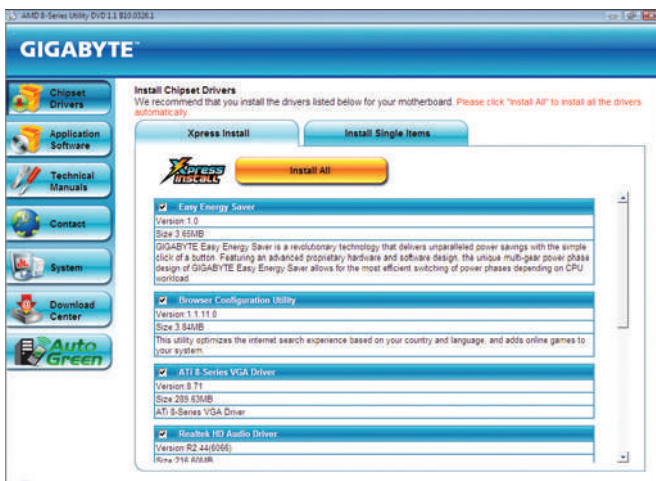 AMD 8-Series Utility DVD 1.1 B10.0326.1
GIGABYTE™
Chipset
Drivers
Application
Software
Technical
Manuals
Contact
System
Download
Center
Auto
Green
Install Chipset Drivers
We recommend that you install the drivers listed below for your motherboard. Please click "Install All" to install all the drivers
automatically.
Xpress Install
Install Single Items
Xpress
INSTALL
Install All
Easy Energy Saver
Version:1.0
Size:3.65MB
GIGABYTE Easy Energy Saver is a revolutionary technology that delivers unparalleled power savings with the simple
click of a button. Featuring an advanced proprietary hardware and software design, the unique multi-gear power phase
design of GIGABYTE Easy Energy Saver allows for the most efficient switching of power phases depending on CPU
workload.
Browser Configuration Utility
Version:1.1.11.0
Size:3.84MB
This utility optimizes the internet search experience based on your country and language, and adds online games to
your system.
ATi 8-Series VGA Driver
Version:8.71
Size:289.63MB
ATi 8-Series VGA Driver
Realtek HD Audio Driver
Version:R2.44(6066)
Size:216.60MB